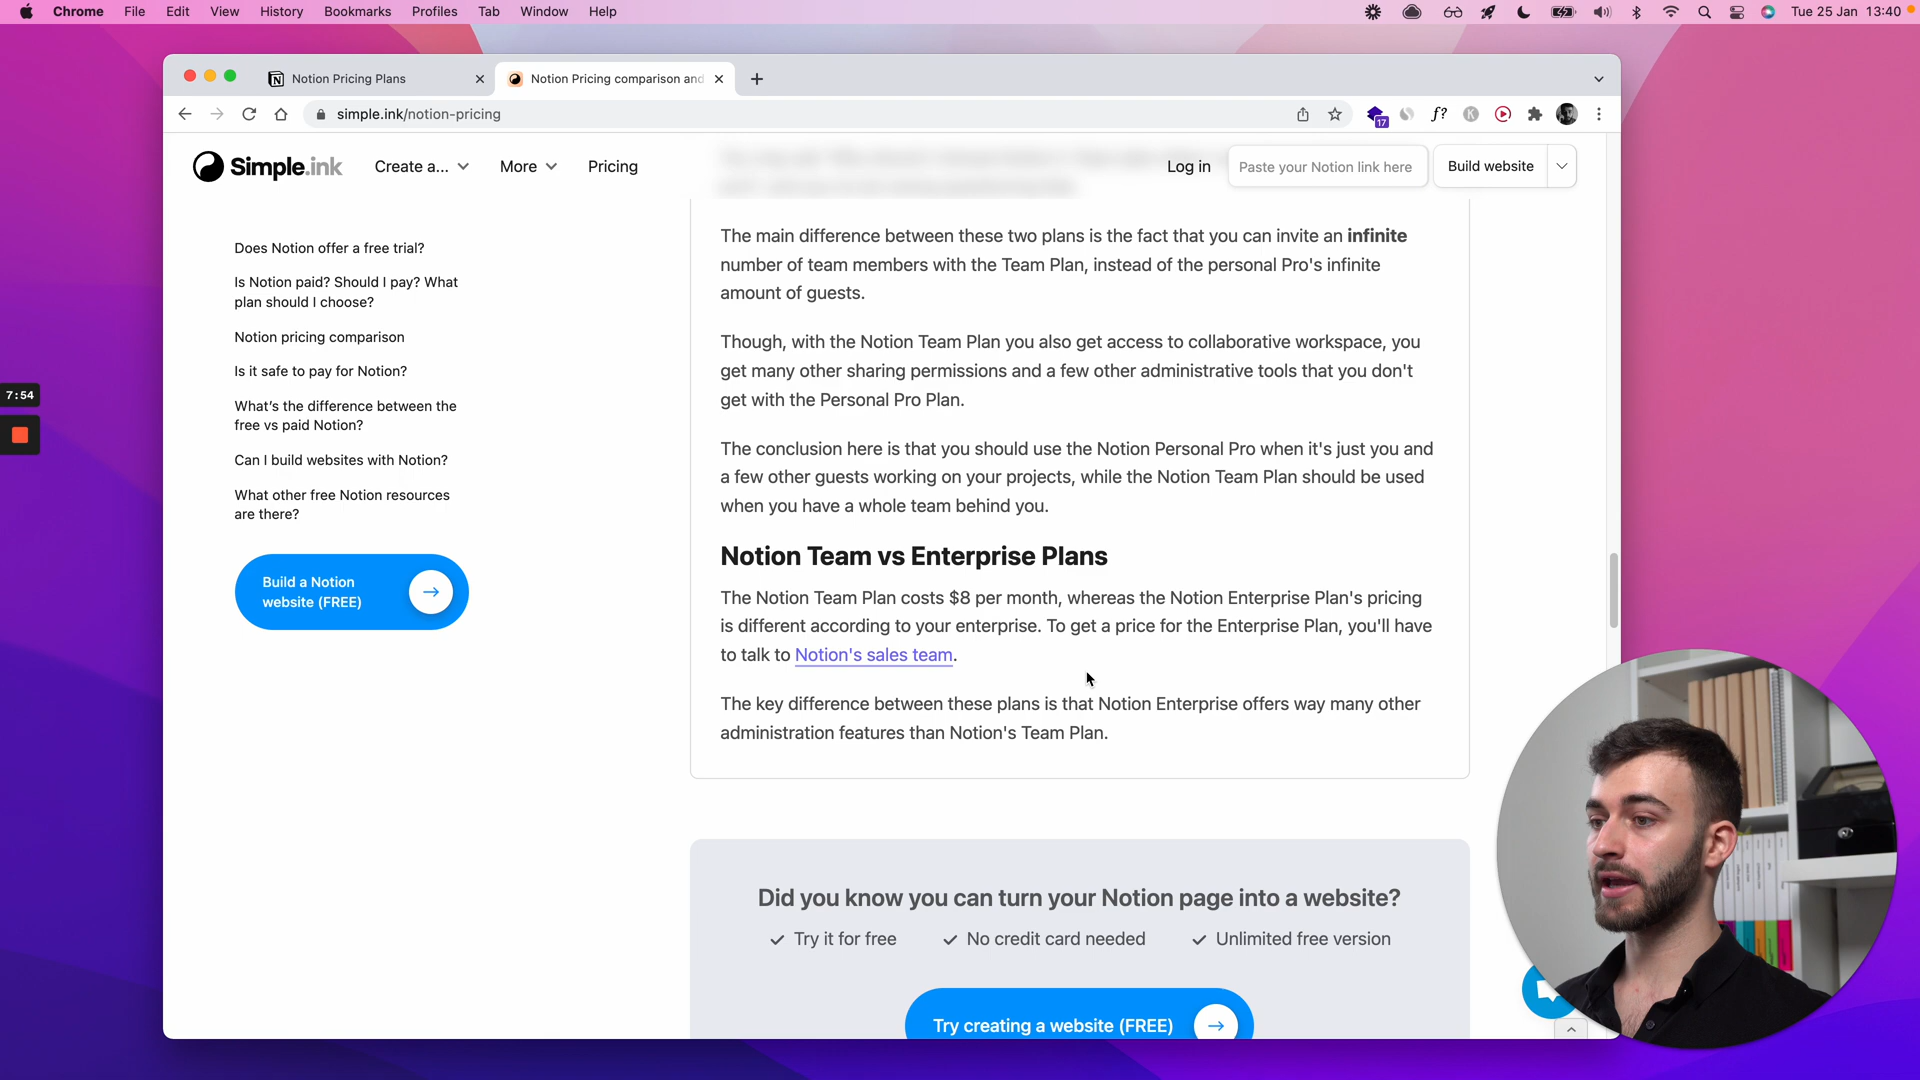 Chrome File Edit View History Bookmarks Profiles Tab Window Help Tue 25 Jan 13:40
Notion Pricing Plans Notion Pricing comparison and
simple.ink/notion-pricing 17 f? K
Simple.ink Create a... More Pricing Log in Paste your Notion link here Build website
Does Notion offer a free trial?
Is Notion paid? Should I pay? What
plan should I choose?
Notion pricing comparison
Is it safe to pay for Notion?
What's the difference between the
free vs paid Notion?
Can I build websites with Notion?
What other free Notion resources
are there?
Build a Notion
website (FREE)
7:54
The main difference between these two plans is the fact that you can invite an infinite
number of team members with the Team Plan, instead of the personal Pro's infinite
amount of guests.
Though, with the Notion Team Plan you also get access to collaborative workspace, you
get many other sharing permissions and a few other administrative tools that you don't
get with the Personal Pro Plan.
The conclusion here is that you should use the Notion Personal Pro when it's just you and
a few other guests working on your projects, while the Notion Team Plan should be used
when you have a whole team behind you.
Notion Team vs Enterprise Plans
The Notion Team Plan costs $8 per month, whereas the Notion Enterprise Plan's pricing
is different according to your enterprise. To get a price for the Enterprise Plan, you'll have
to talk to Notion's sales team.
The key difference between these plans is that Notion Enterprise offers way many other
administration features than Notion's Team Plan.
Did you know you can turn your Notion page into a website?
Try it for free No credit card needed Unlimited free version
Try creating a website (FREE)